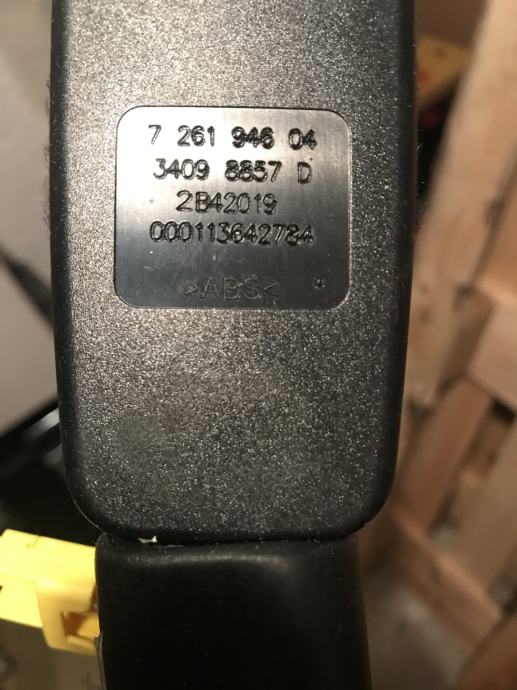 7 261 946 04
3409 8857 D
2B42019
000113642784
>ABS<